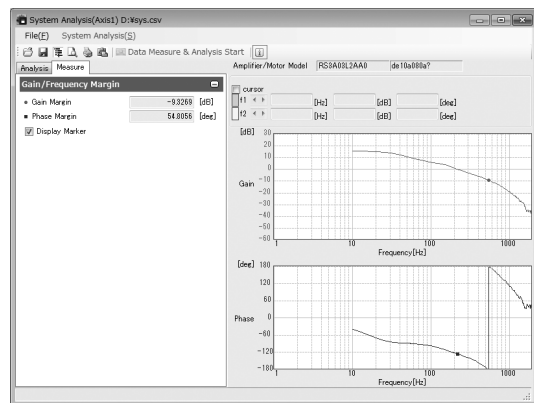 System Analysis(Axis1) D:¥sys.csv
File(F) System Analysis(S)
Data Measure & Analysis Start
Analysis Measure
Gain/Frequency Margin
Gain Margin -9.3269 [dB]
Phase Margin 54.8056 [deg]
Display Marker
Amplifier/Motor Model RS3A03L2AA0 de10a080a?
cursor
f1 [Hz] [dB] [deg]
f2 [Hz] [dB] [deg]
[dB]
30
20
10
0
Gain
-10
-20
-30
-40
-50
-60
1 10 100 1000
Frequency[Hz]
[deg]
180
120
60
Phase
0
-60
-120
-180
1 10 100 1000
Frequency[Hz]